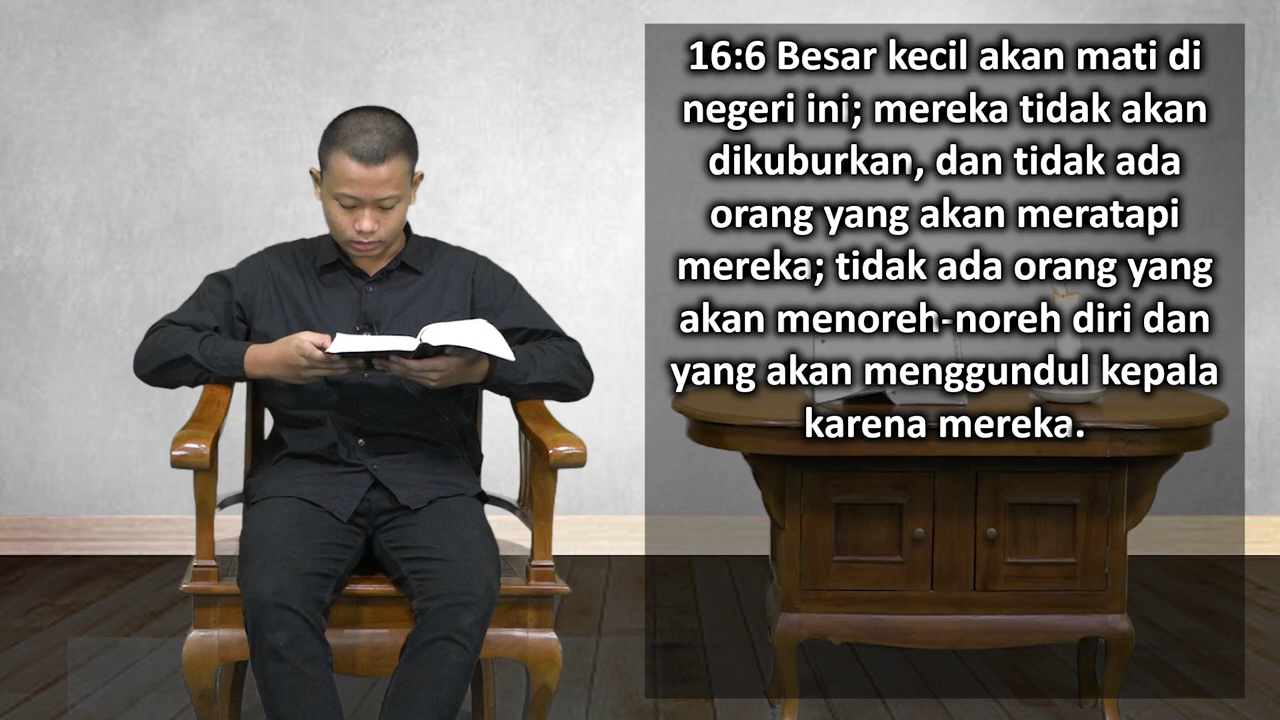 16:6 Besar kecil akan mati di
negeri ini; mereka tidak akan
dikuburkan, dan tidak ada
orang yang akan meratapi
mereka; tidak ada orang yang
akan menoreh-noreh diri dan
yang akan menggundul kepala
karena mereka.